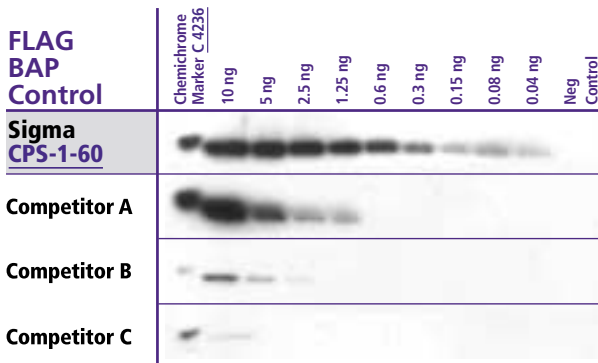 FLAG
BAP
Control
Chemichrome
Marker C 4236
10 ng
5 ng
2.5 ng
1.25 ng
0.6 ng
0.3 ng
0.15 ng
0.08 ng
0.04 ng
Neg
Control
Sigma
CPS-1-60
Competitor A
Competitor B
Competitor C